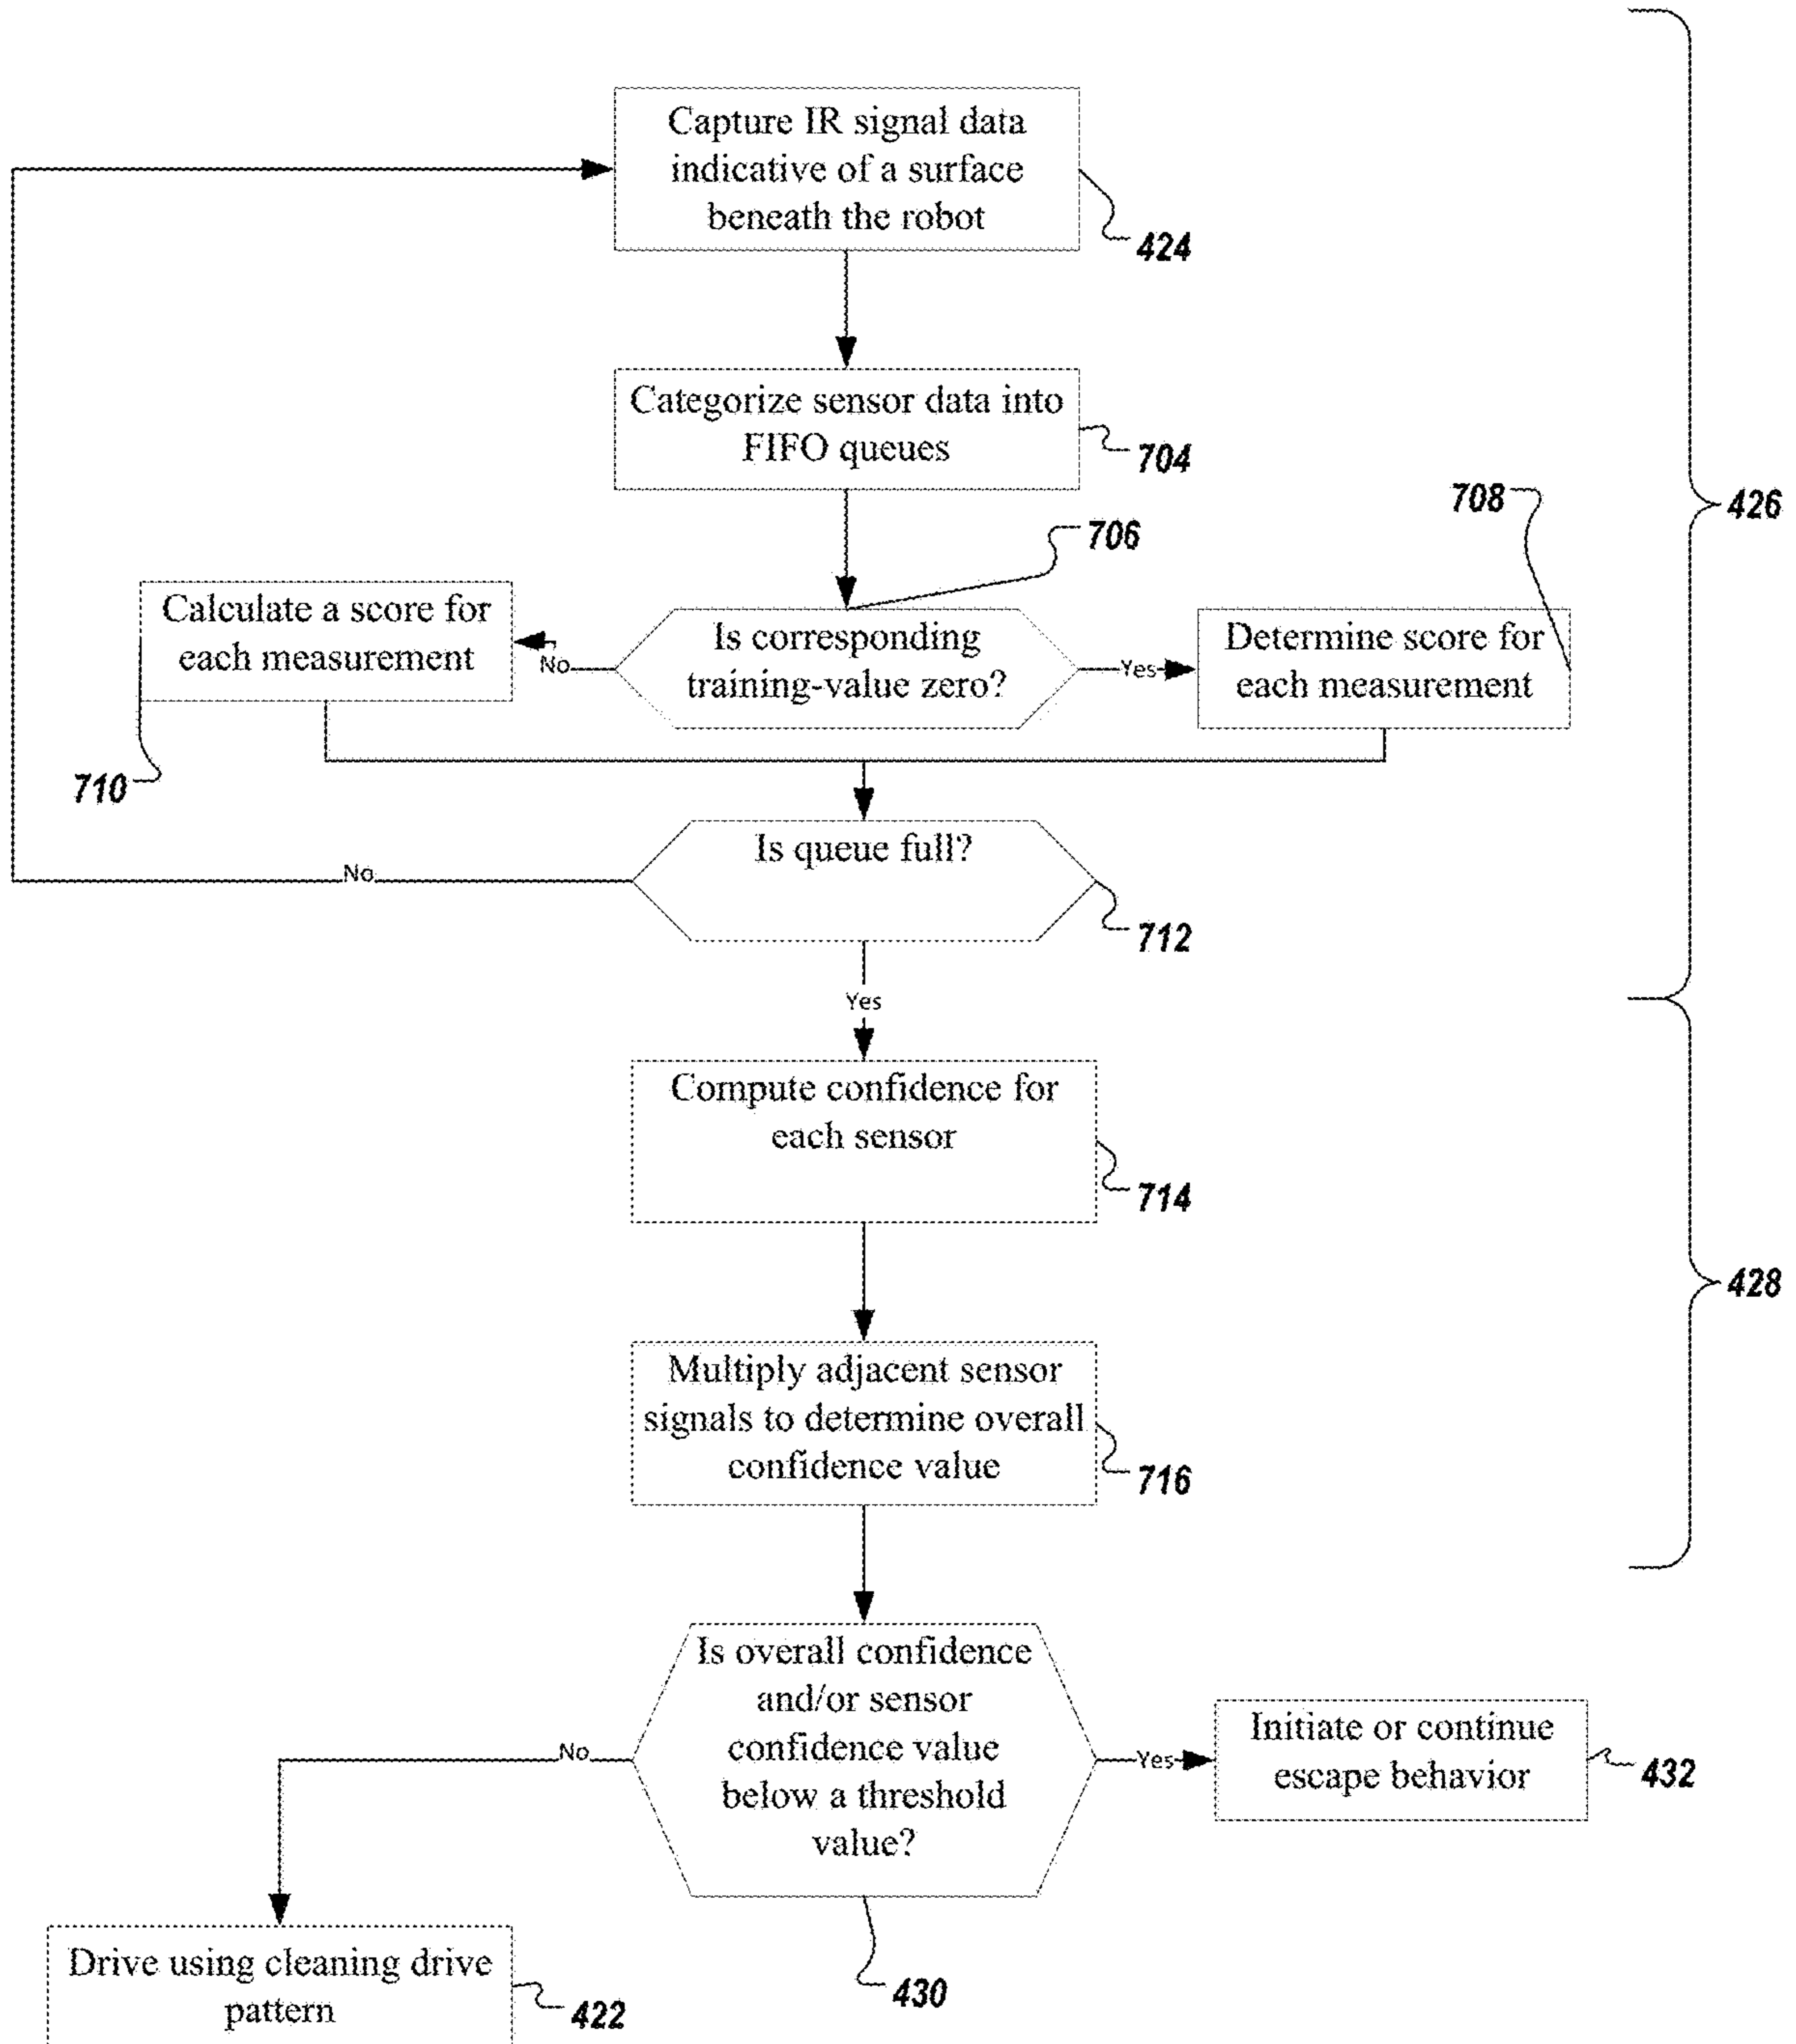 Capture IR signal data
indicative of a surface
beneath the robot
424
Categorize sensor data into
FIFO queues
704
708
426
706
Calculate a score for
each measurement
No
Is corresponding
training-value zero?
Yes
Determine score for
each measurement
710
Is queue full?
No
712
Yes
Compute confidence for
each sensor
714
428
Multiply adjacent sensor
signals to determine overall
confidence value
716
Is overall confidence
and/or sensor
confidence value
below a threshold
value?
No
Yes
Initiate or continue
escape behavior
432
430
Drive using cleaning drive
pattern
422